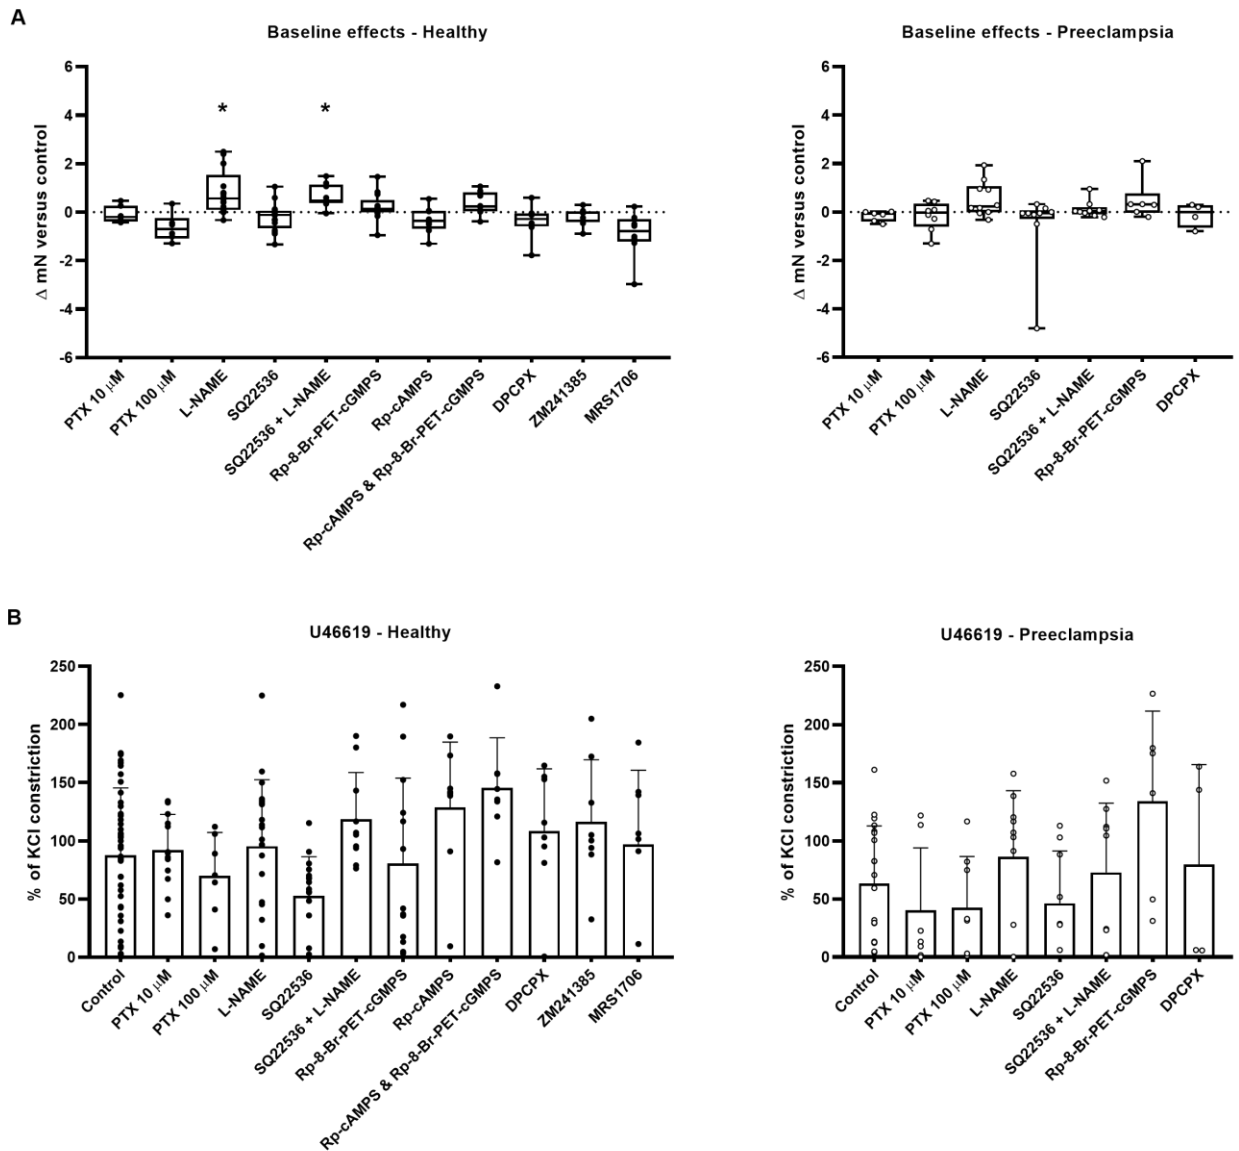 A
Baseline effects - Healthy
Δ mN versus control
6
4
2
0
-2
-4
-6
*
*
PTX 10 μM
PTX 100 μM
L-NAME
SQ22536
SQ22536 + L-NAME
Rp-8-Br-PET-cGMPS
Rp-cAMPS
Rp-cAMPS & Rp-8-Br-PET-cGMPS
DPCPX
ZM241385
MRS1706
Baseline effects - Preeclampsia
Δ mN versus control
6
4
2
0
-2
-4
-6
PTX 10 μM
PTX 100 μM
L-NAME
SQ22536
SQ22536 + L-NAME
Rp-8-Br-PET-cGMPS
DPCPX
B
U46619 - Healthy
% of KCl constriction
250
200
150
100
50
0
Control
PTX 10 μM
PTX 100 μM
L-NAME
SQ22536
SQ22536 + L-NAME
Rp-8-Br-PET-cGMPS
Rp-cAMPS
Rp-cAMPS & Rp-8-Br-PET-cGMPS
DPCPX
ZM241385
MRS1706
U46619 - Preeclampsia
% of KCl constriction
250
200
150
100
50
0
Control
PTX 10 μM
PTX 100 μM
L-NAME
SQ22536
SQ22536 + L-NAME
Rp-8-Br-PET-cGMPS
DPCPX